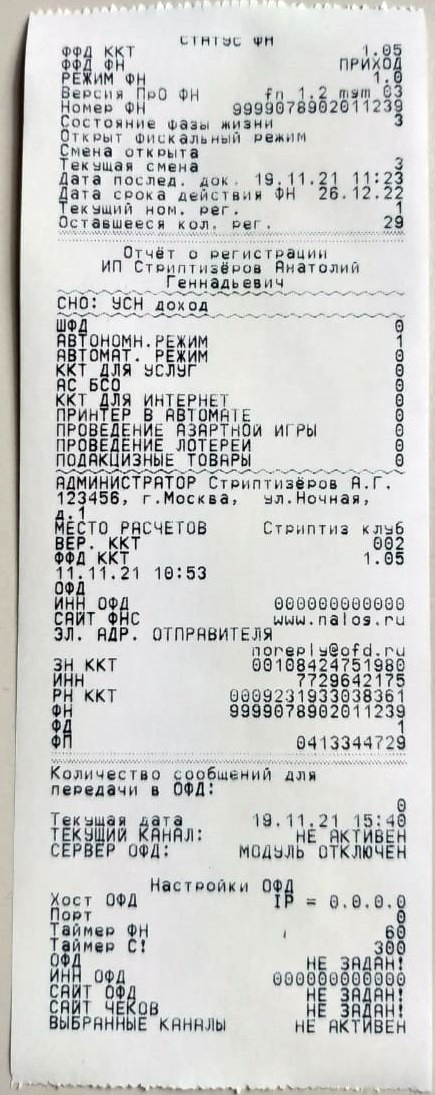 СТАТУС ФН
ФФД ККТ 1.05
ФФД ФН ПРИХОД
РЕЖИМ ФН 1.0
Версия ПрО ФН fn 1.2 mgm 03
Номер ФН 9999078902011239
Состояние фазы жизни 3
Открыт фискальный режим
Смена открыта
Текущая смена 3
Дата послед. док. 19.11.21 11:23
Дата срока действия ФН 26.12.22
Текущий ном. рег. 1
Оставшееся кол. рег. 29
Отчёт о регистрации
ИП Стриптизёров Анатолий
Геннадьевич
СНО: УСН доход
ШФД 0
АВТОНОМН.РЕЖИМ 1
АВТОМАТ. РЕЖИМ 0
ККТ ДЛЯ УСЛУГ 0
АС БСО 0
ККТ ДЛЯ ИНТЕРНЕТ 0
ПРИНТЕР В АВТОМАТЕ 0
ПРОВЕДЕНИЕ АЗАРТНОЙ ИГРЫ 0
ПРОВЕДЕНИЕ ЛОТЕРЕИ 0
ПОДАКЦИЗНЫЕ ТОВАРЫ 0
АДМИНИСТРАТОР Стриптизёров А.Г.
123456, г.Москва, ул.Ночная,
д.1
МЕСТО РАСЧЕТОВ Стриптиз клуб
ВЕР. ККТ 002
ФФД ККТ 1.05
11.11.21 10:53
ОФД
ИНН ОФД 000000000000
САЙТ ФНС www.nalog.ru
ЭЛ. АДР. ОТПРАВИТЕЛЯ
noreply@ofd.ru
ЗН ККТ 00108424751980
ИНН 7729642175
РН ККТ 0009231933038361
ФН 9999078902011239
ФД 1
ФП 0413344729
Количество сообщений для
передачи в ОФД:
0
Текущая дата 19.11.21 15:40
ТЕКУЩИЙ КАНАЛ: НЕ АКТИВЕН
СЕРВЕР ОФД: МОДУЛЬ ОТКЛЮЧЕН
Настройки ОФД
Хост ОФД IP = 0.0.0.0
Порт 0
Таймер ФН 60
Таймер С! 300
ОФД НЕ ЗАДАН!
ИНН ОФД 000000000000
САЙТ ОФД НЕ ЗАДАН!
САЙТ ЧЕКОВ НЕ ЗАДАН!
ВЫБРАННЫЕ КАНАЛЫ НЕ АКТИВЕН